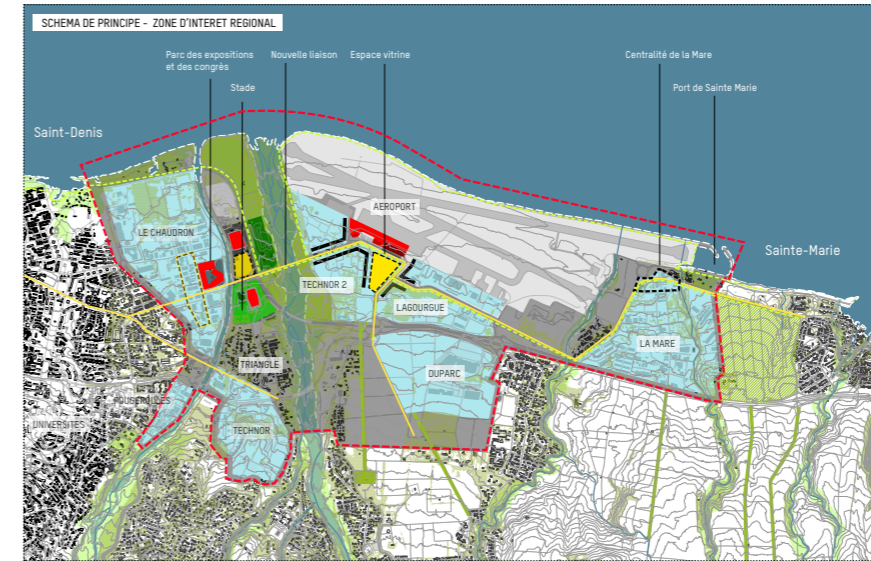 SCHEMA DE PRINCIPE - ZONE D'INTERET REGIONAL
Parc des expositions
et des congrès
Nouvelle liaison
Espace vitrine
Centralité de la Mare
Stade
Port de Sainte Marie
Saint-Denis
AEROPORT
LE CHAUDRON
Sainte-Marie
TECHNOR 2
LAGOURGUE
LA MARE
TRIANGLE
DUPARC
UNIVERSITES
TECHNOR